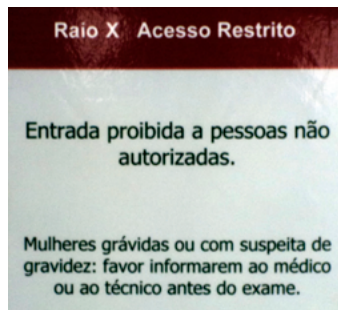 Raio X Acesso Restrito
Entrada proibida a pessoas não
autorizadas.
Mulheres grávidas ou com suspeita de
gravidez: favor informarem ao médico
ou ao técnico antes do exame.